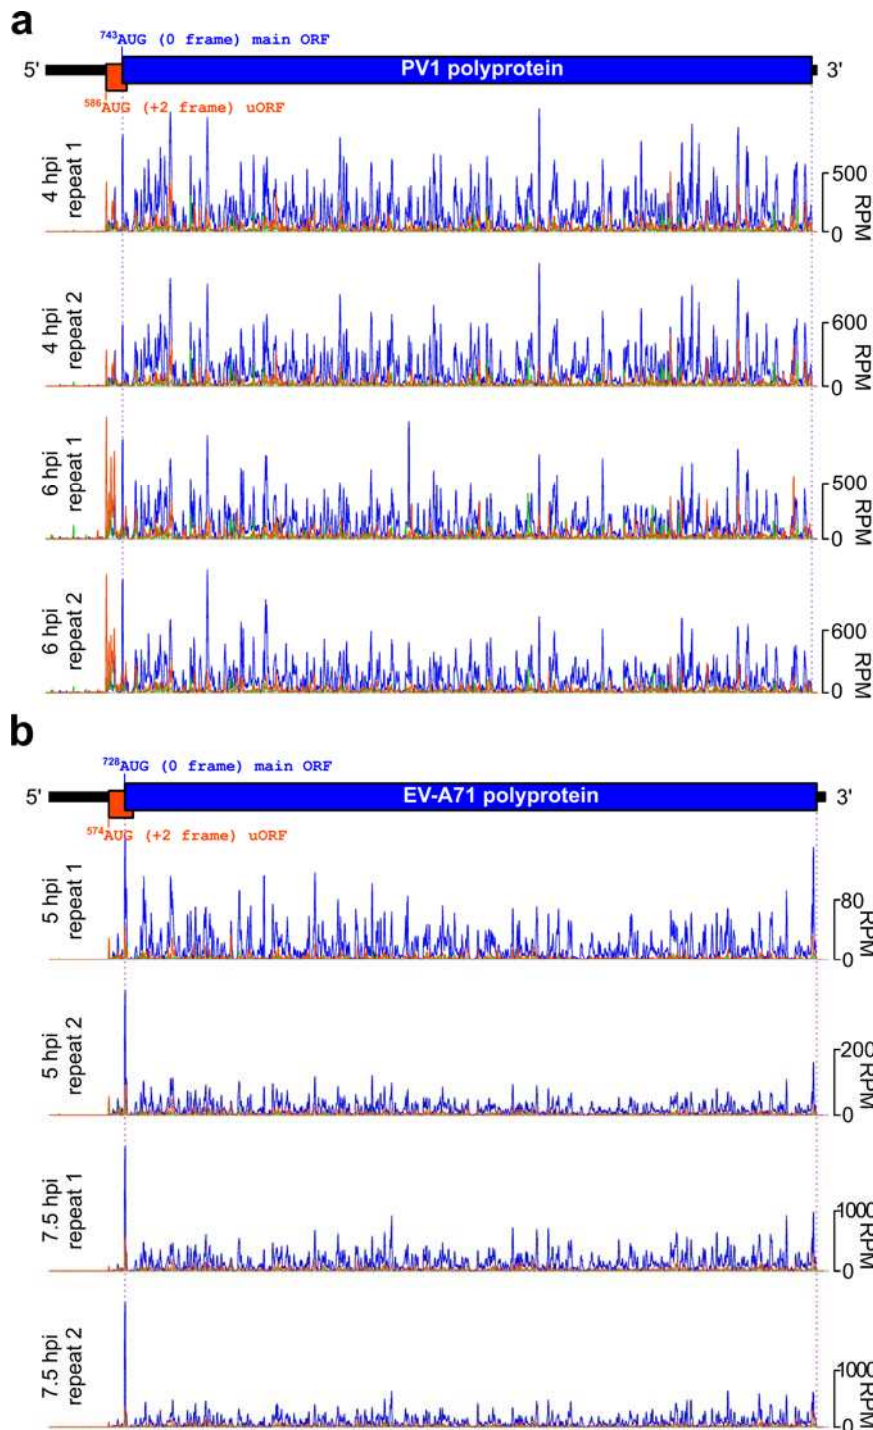 a
743AUG (0 frame) main ORF
5' PV1 polyprotein 3'
586AUG (+2 frame) uORF
4 hpi
repeat 1
500
0
RPM
4 hpi
repeat 2
600
0
RPM
6 hpi
repeat 1
500
0
RPM
6 hpi
repeat 2
600
0
RPM
b
728AUG (0 frame) main ORF
5' EV-A71 polyprotein 3'
574AUG (+2 frame) uORF
5 hpi
repeat 1
80
0
RPM
5 hpi
repeat 2
200
0
RPM
7.5 hpi
repeat 1
1000
0
RPM
7.5 hpi
repeat 2
1000
0
RPM